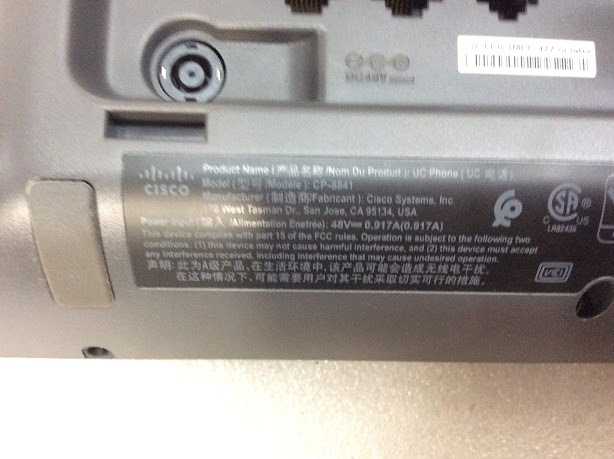 DC48V
CISCO
Product Name (产品名称 /Nom Du Produit) : UC Phone ( UC 电话)
Model (型号 /Modèle) : CP-8841
Manufacturer (制造商/Fabricant) : Cisco Systems, Inc.
170 West Tasman Dr., San Jose, CA 95134, USA
Power input (输入 /Alimentation Enetrée): 48V 0.917A(0.917A)
This device complies with part 15 of the FCC rules. Operation is subject to the following two
conditions: (1) this device may not cause harmful interference, and (2) this device must accept
any interference received, including interference that may cause undesired operation.
声明: 此为A级产品, 在生活环境中, 该产品可能会造成无线电干扰.
在这种情况下, 可能需要用户对其干扰采取切实可行的措施.
C SA ®
VCI